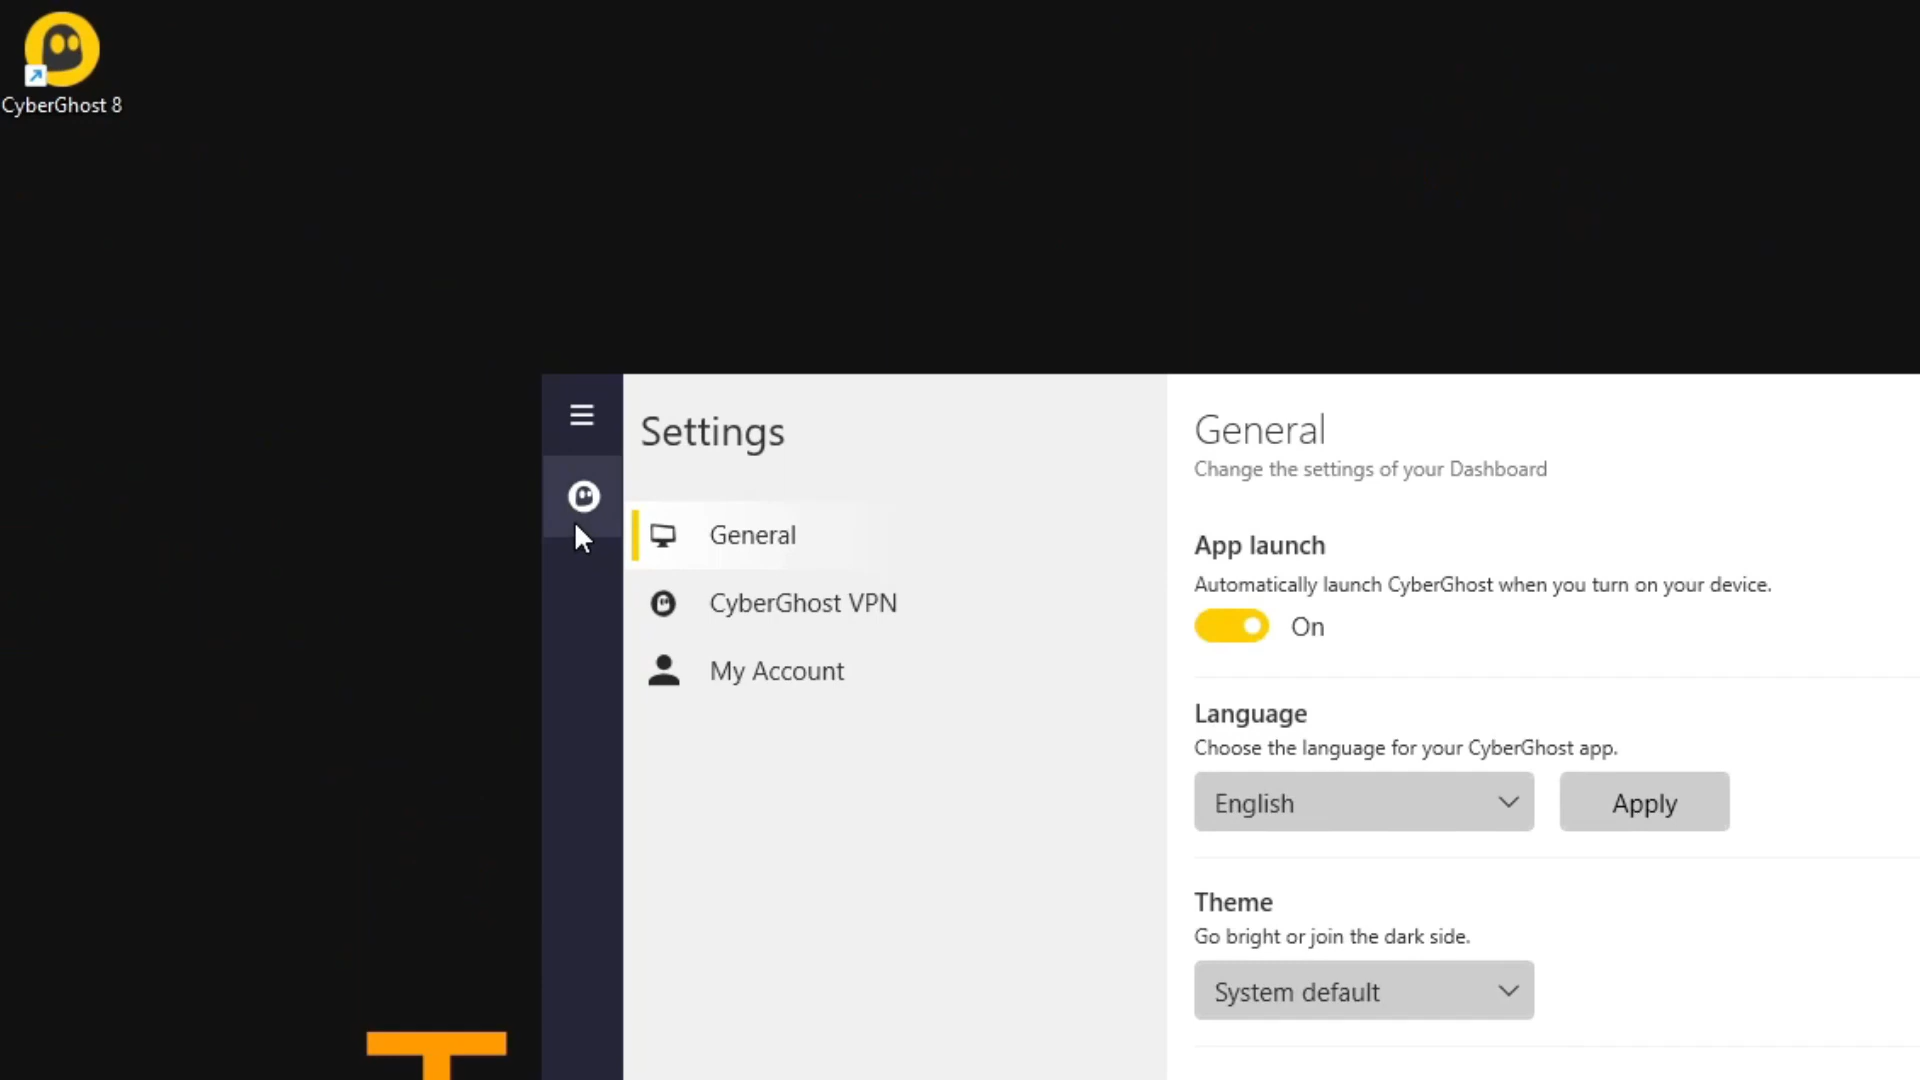 CyberGhost 8
Settings
General
CyberGhost VPN
My Account
General
Change the settings of your Dashboard
App launch
Automatically launch CyberGhost when you turn on your device.
On
Language
Choose the language for your CyberGhost app.
English
Apply
Theme
Go bright or join the dark side.
System default